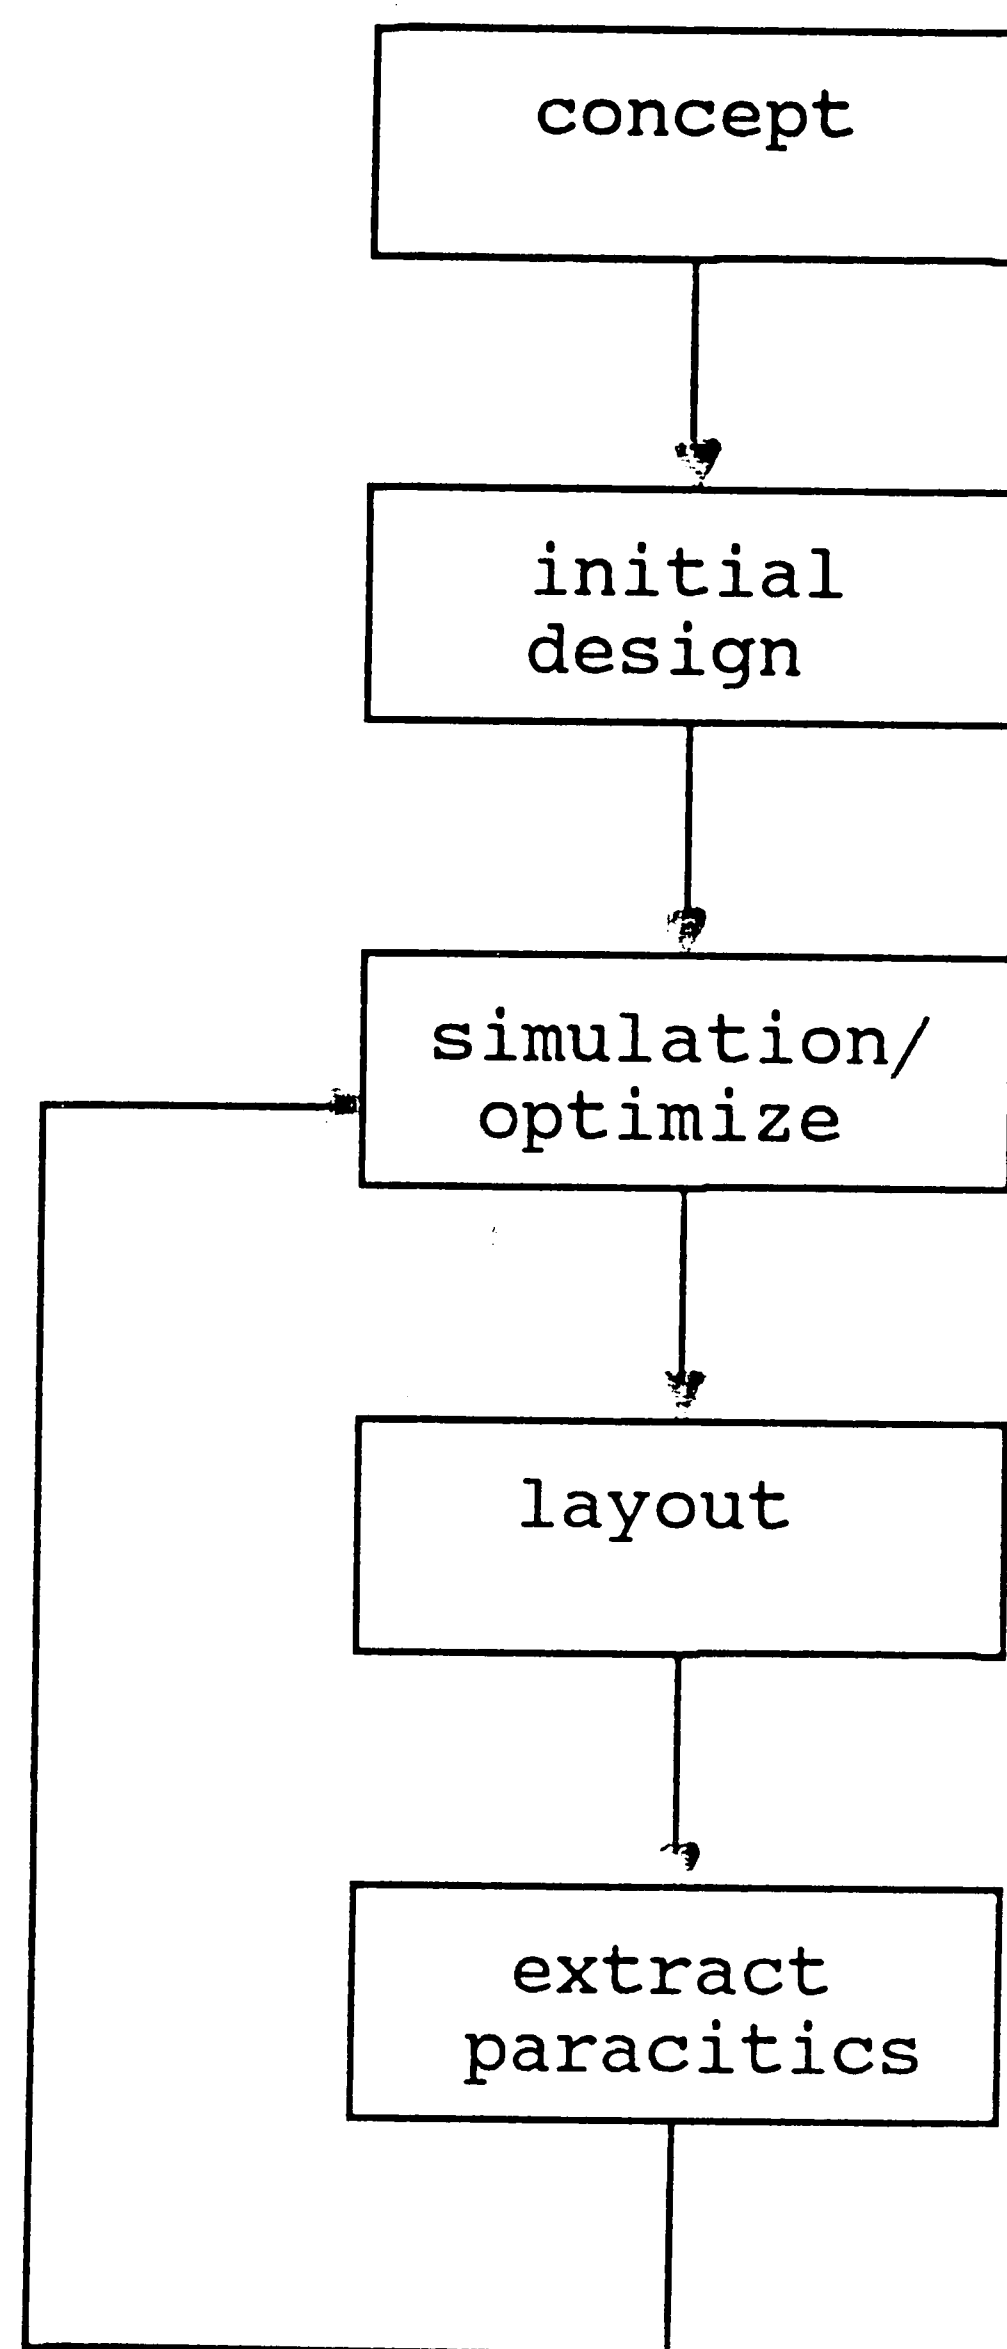 concept
initial
design
simulation/
optimize
layout
extract
paracitics